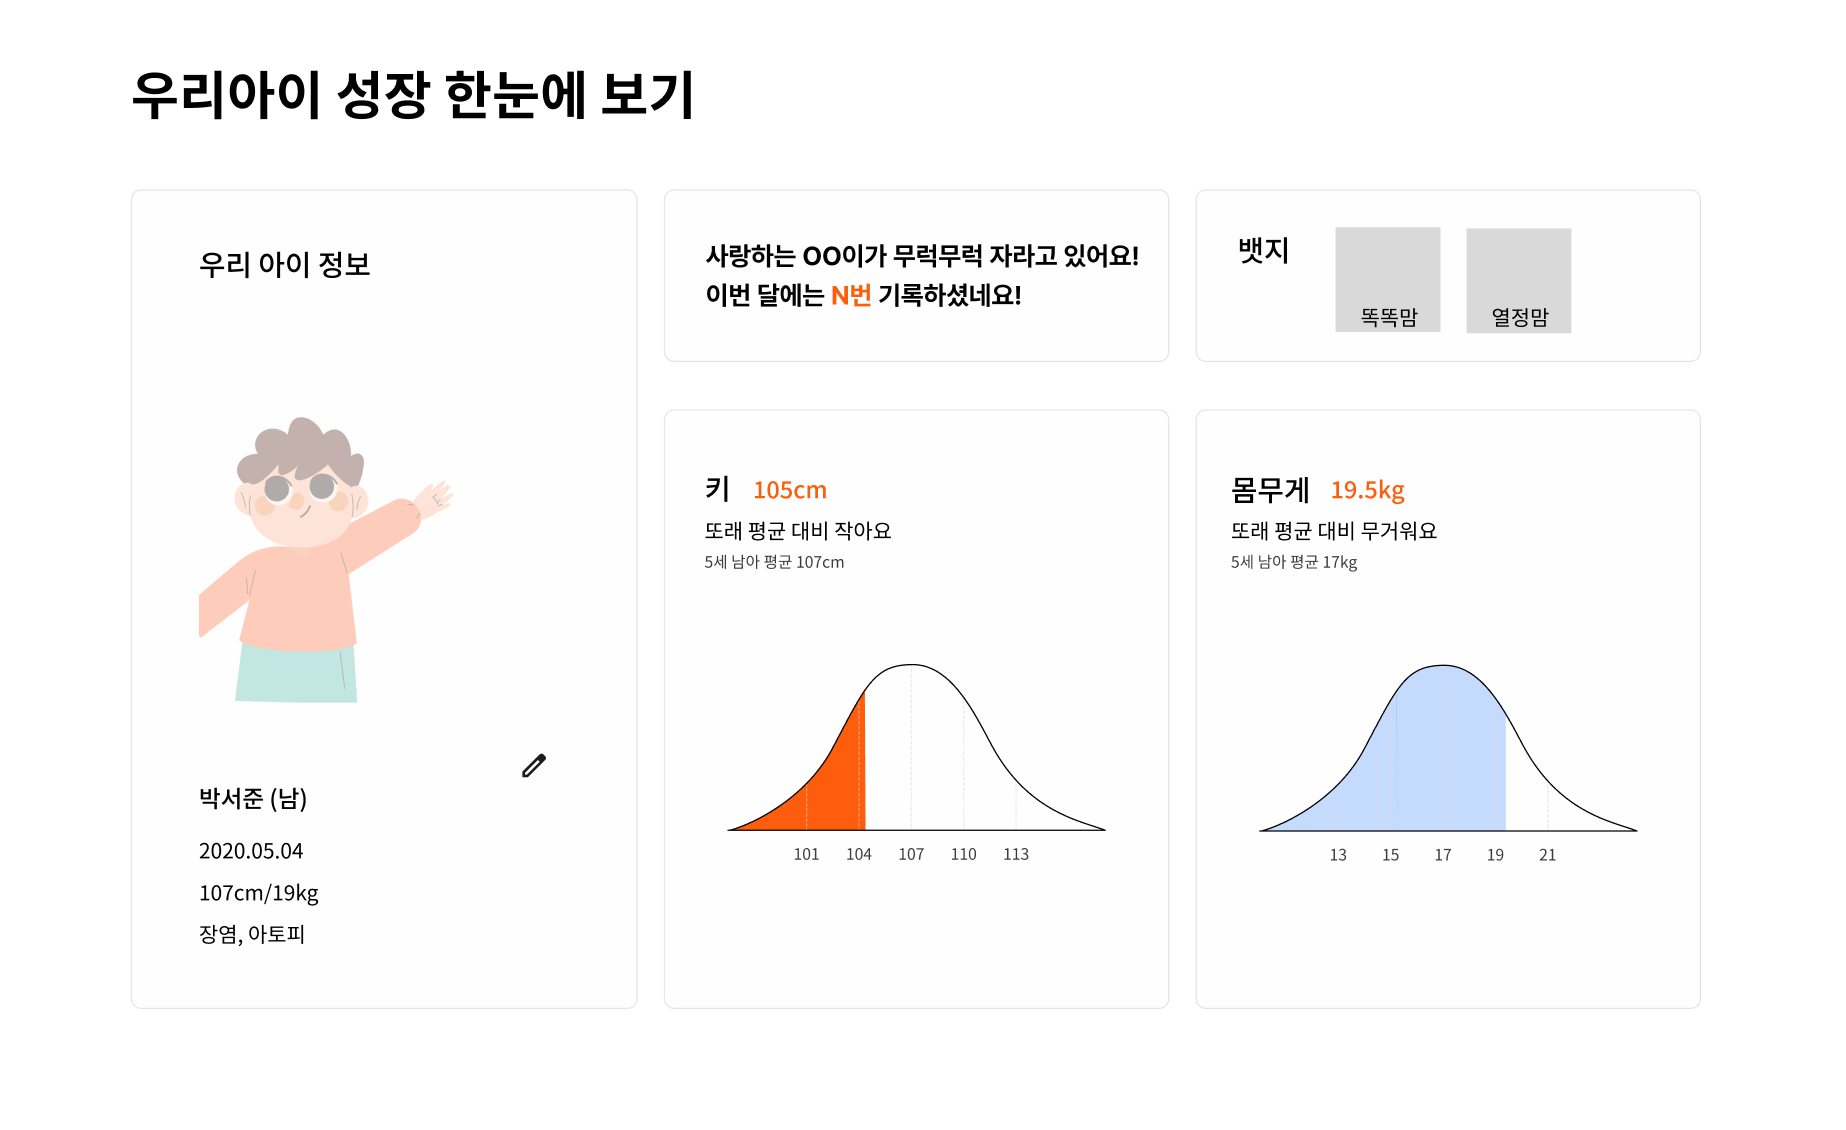 우리아이 성장 한눈에 보기
우리 아이 정보
박서준 (남)
2020.05.04
107cm/19kg
장염, 아토피
사랑하는 OO이가 무럭무럭 자라고 있어요!
이번 달에는 N번 기록하셨네요!
뱃지
똑똑맘
열정맘
키 105cm
또래 평균 대비 작아요
5세 남아 평균 107cm
101 104 107 110 113
몸무게 19.5kg
또래 평균 대비 무거워요
5세 남아 평균 17kg
13 15 17 19 21